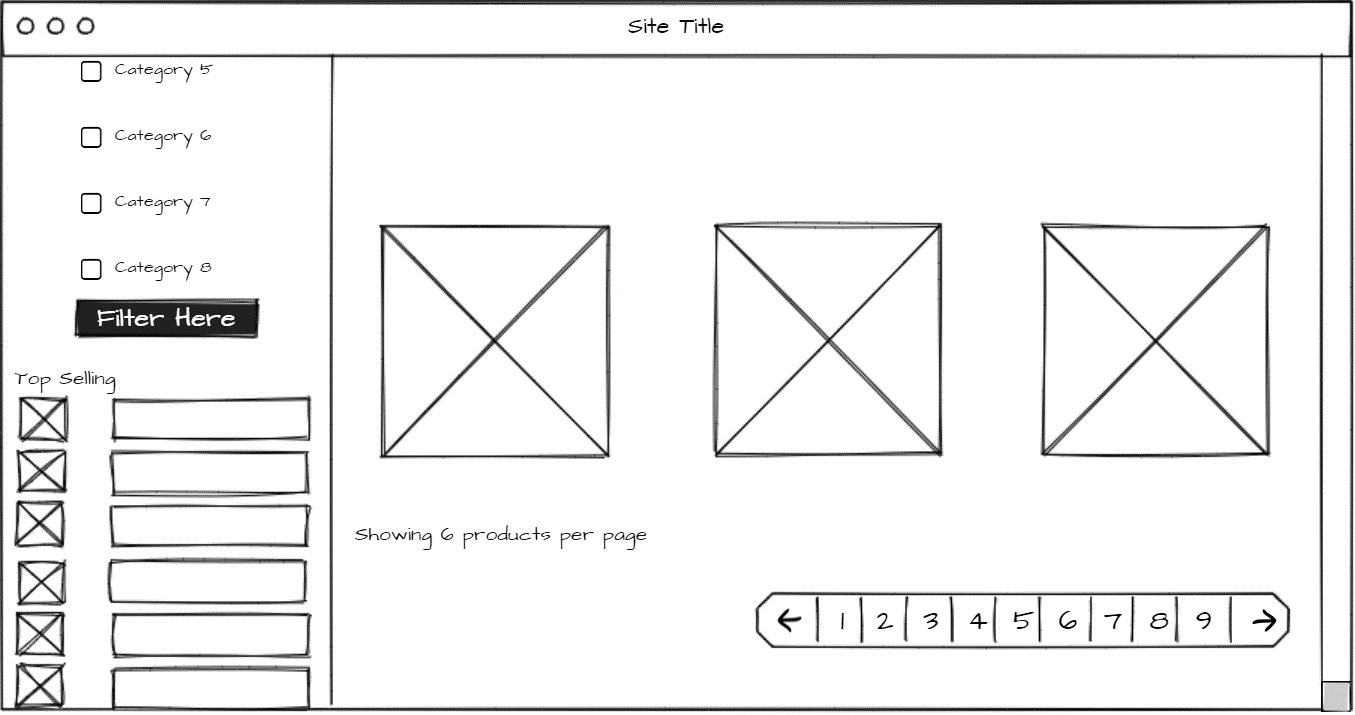 Site Title
Category 5
Category 6
Category 7
Category 8
Filter Here
Top Selling
Showing 6 products per page
← 1 2 3 4 5 6 7 8 9 →